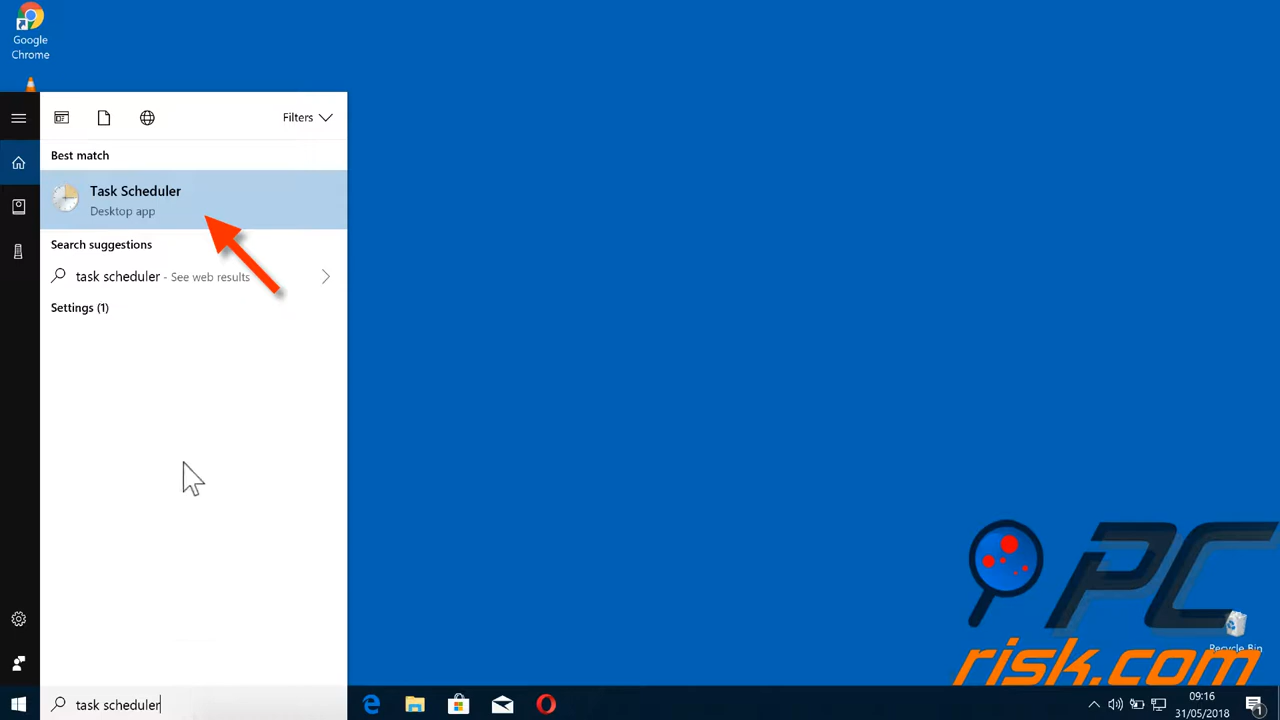 Google
Chrome
Filters
Best match
Task Scheduler
Desktop app
Search suggestions
task scheduler - See web results
Settings (1)
PC
risk.com
Recycle Bin
task scheduler
09:16
31/05/2018
1